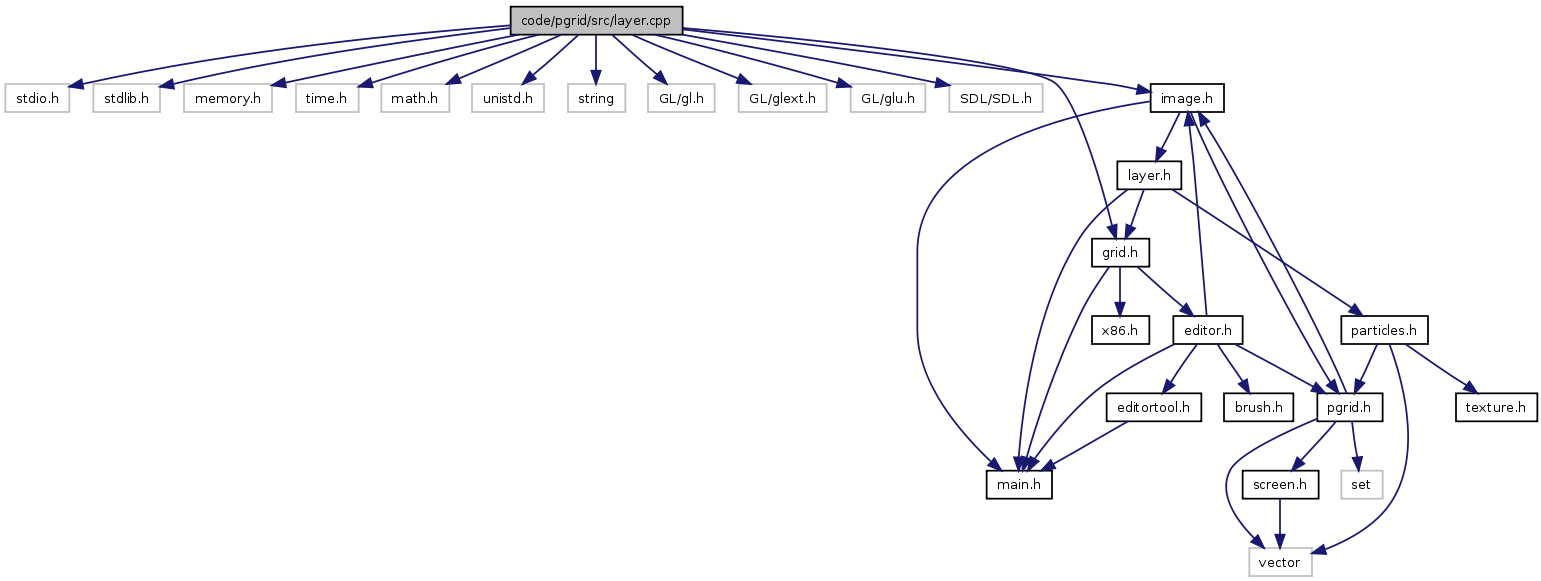 code/pgrid/src/layer.cpp
stdio.h
stdlib.h
memory.h
time.h
math.h
unistd.h
string
GL/gl.h
GL/glext.h
GL/glu.h
SDL/SDL.h
image.h
layer.h
grid.h
x86.h
editor.h
particles.h
editortool.h
brush.h
pgrid.h
texture.h
main.h
screen.h
set
vector